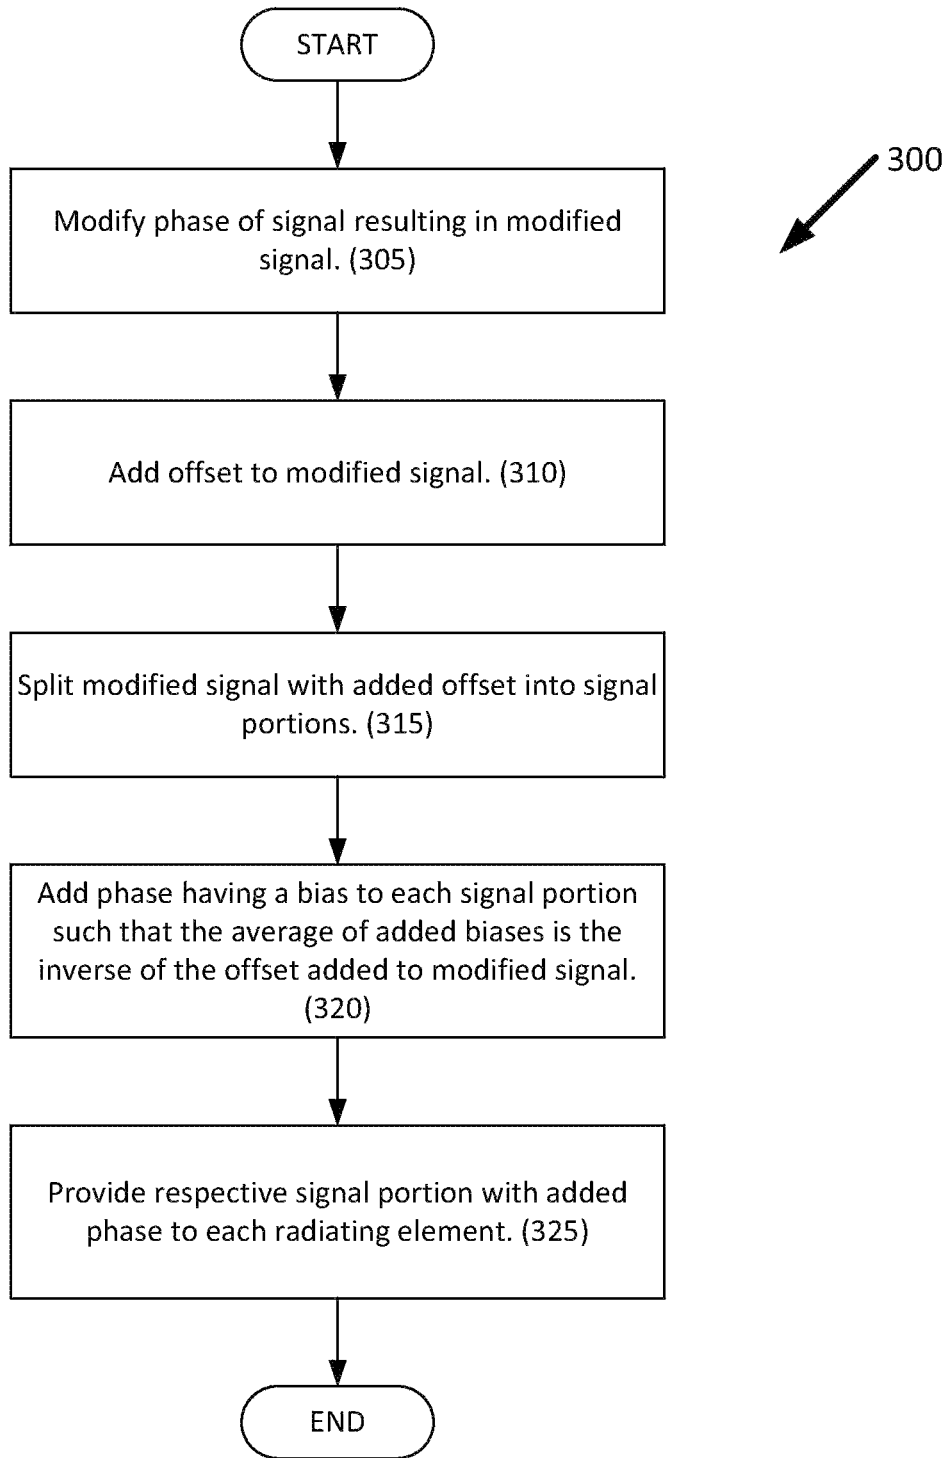 START
300
Modify phase of signal resulting in modified
signal. (305)
Add offset to modified signal. (310)
Split modified signal with added offset into signal
portions. (315)
Add phase having a bias to each signal portion
such that the average of added biases is the
inverse of the offset added to modified signal.
(320)
Provide respective signal portion with added
phase to each radiating element. (325)
END